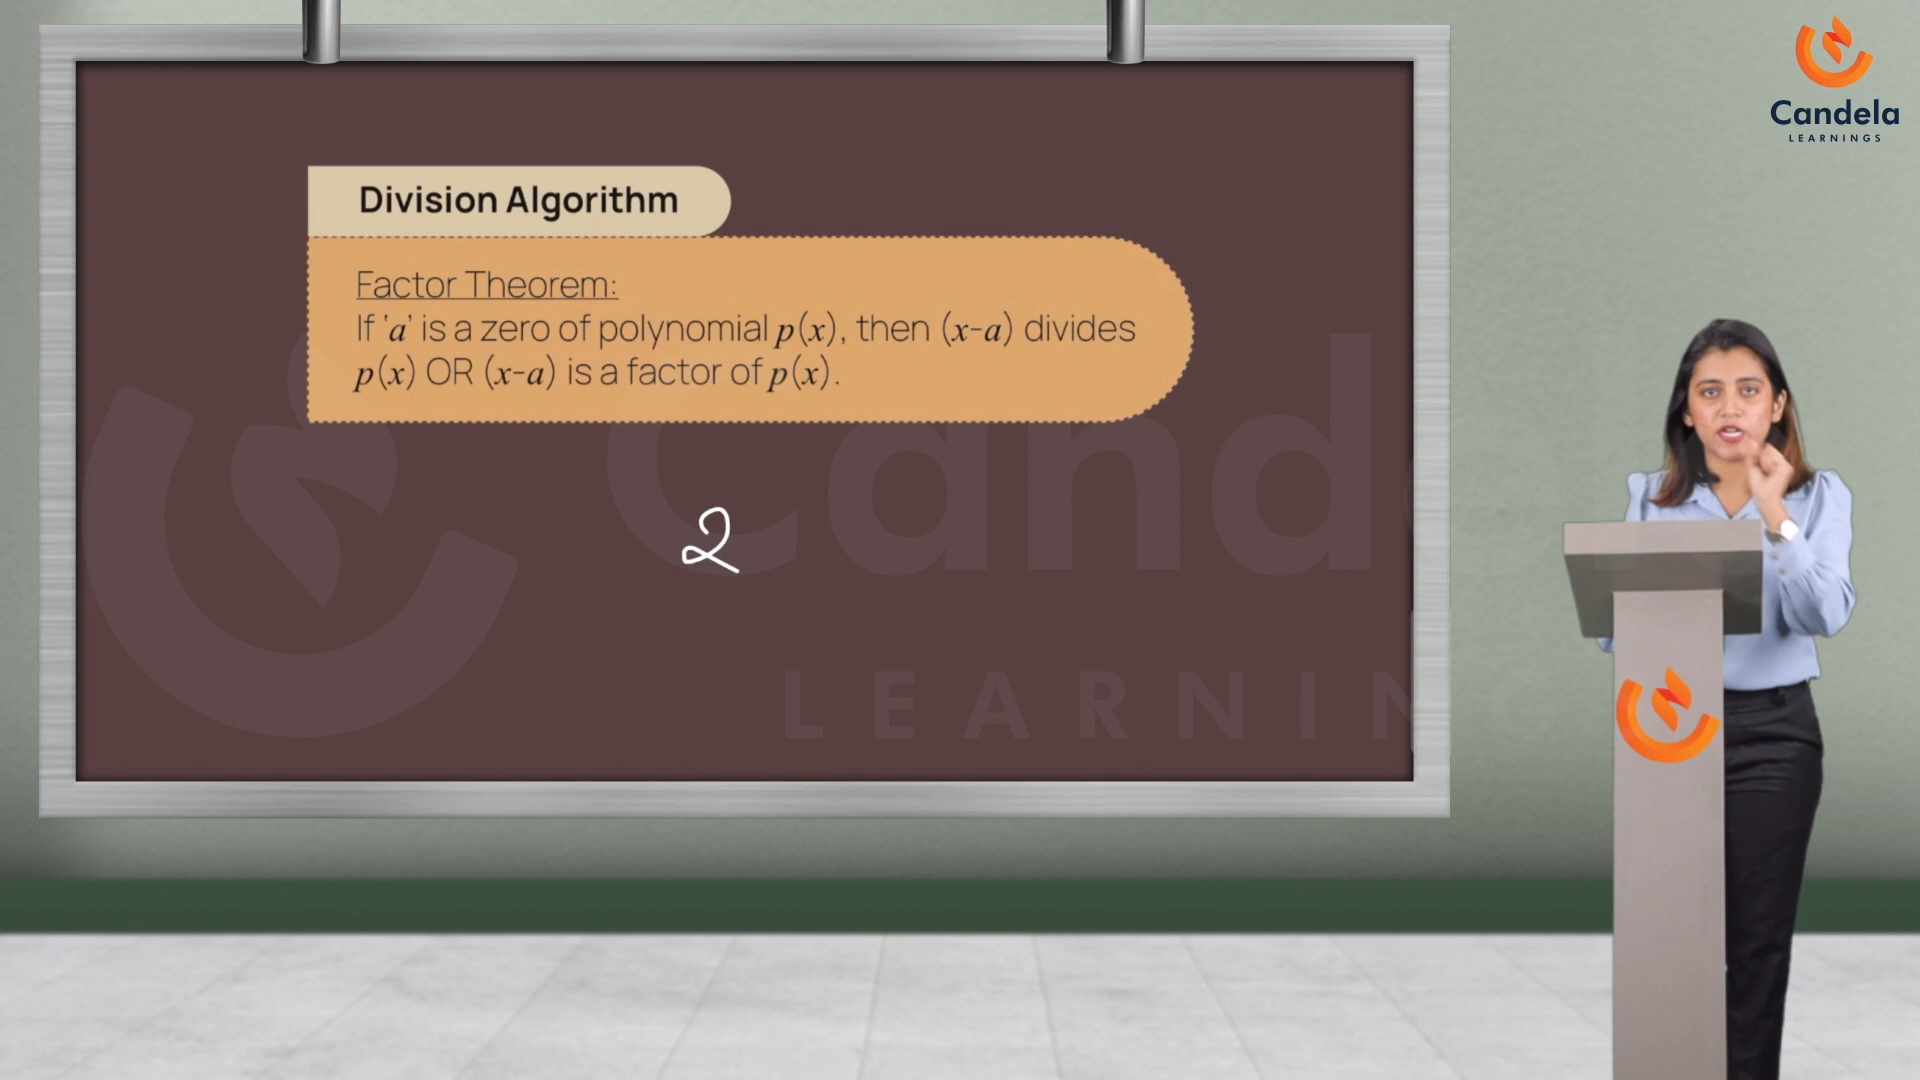 Candela
LEARNINGS
Division Algorithm
Factor Theorem:
If ‘a’ is a zero of polynomial p(x), then (x-a) divides
p(x) OR (x-a) is a factor of p(x).
2